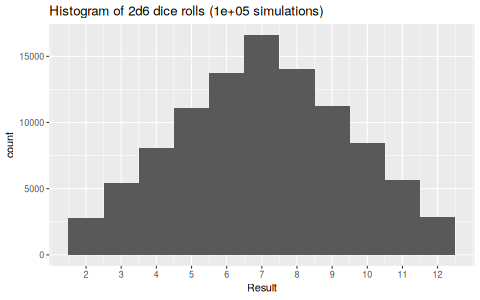 Histogram of 2d6 dice rolls (1e+05 simulations)
15000
10000
5000
0
count
2 3 4 5 6 7 8 9 10 11 12
Result